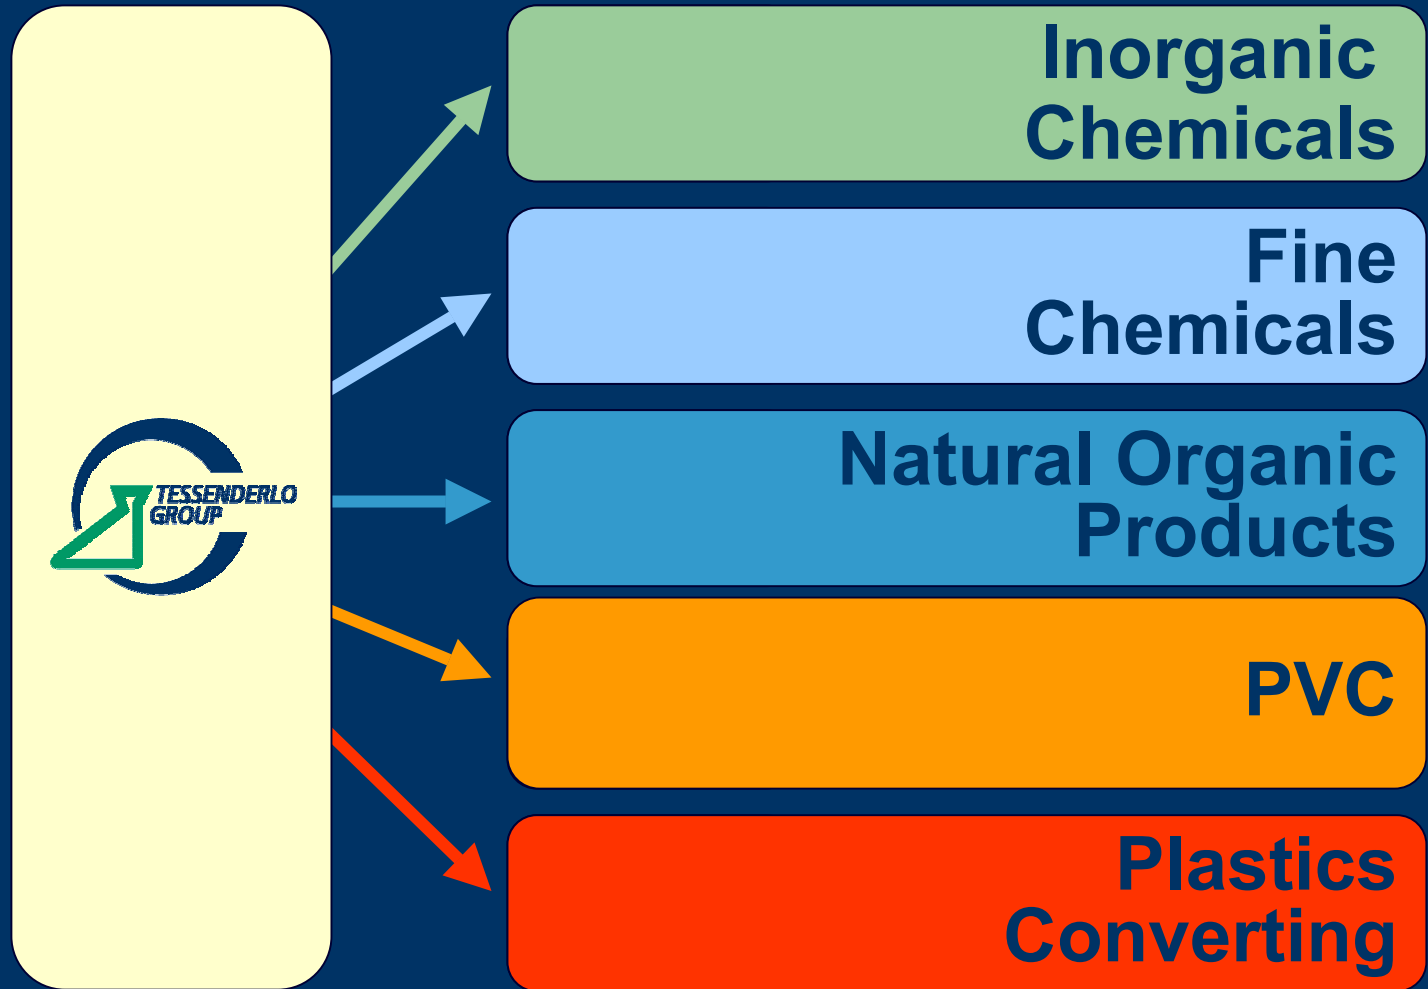 TESSENDERLO
GROUP
Inorganic
Chemicals
Fine
Chemicals
Natural Organic
Products
PVC
Plastics
Converting